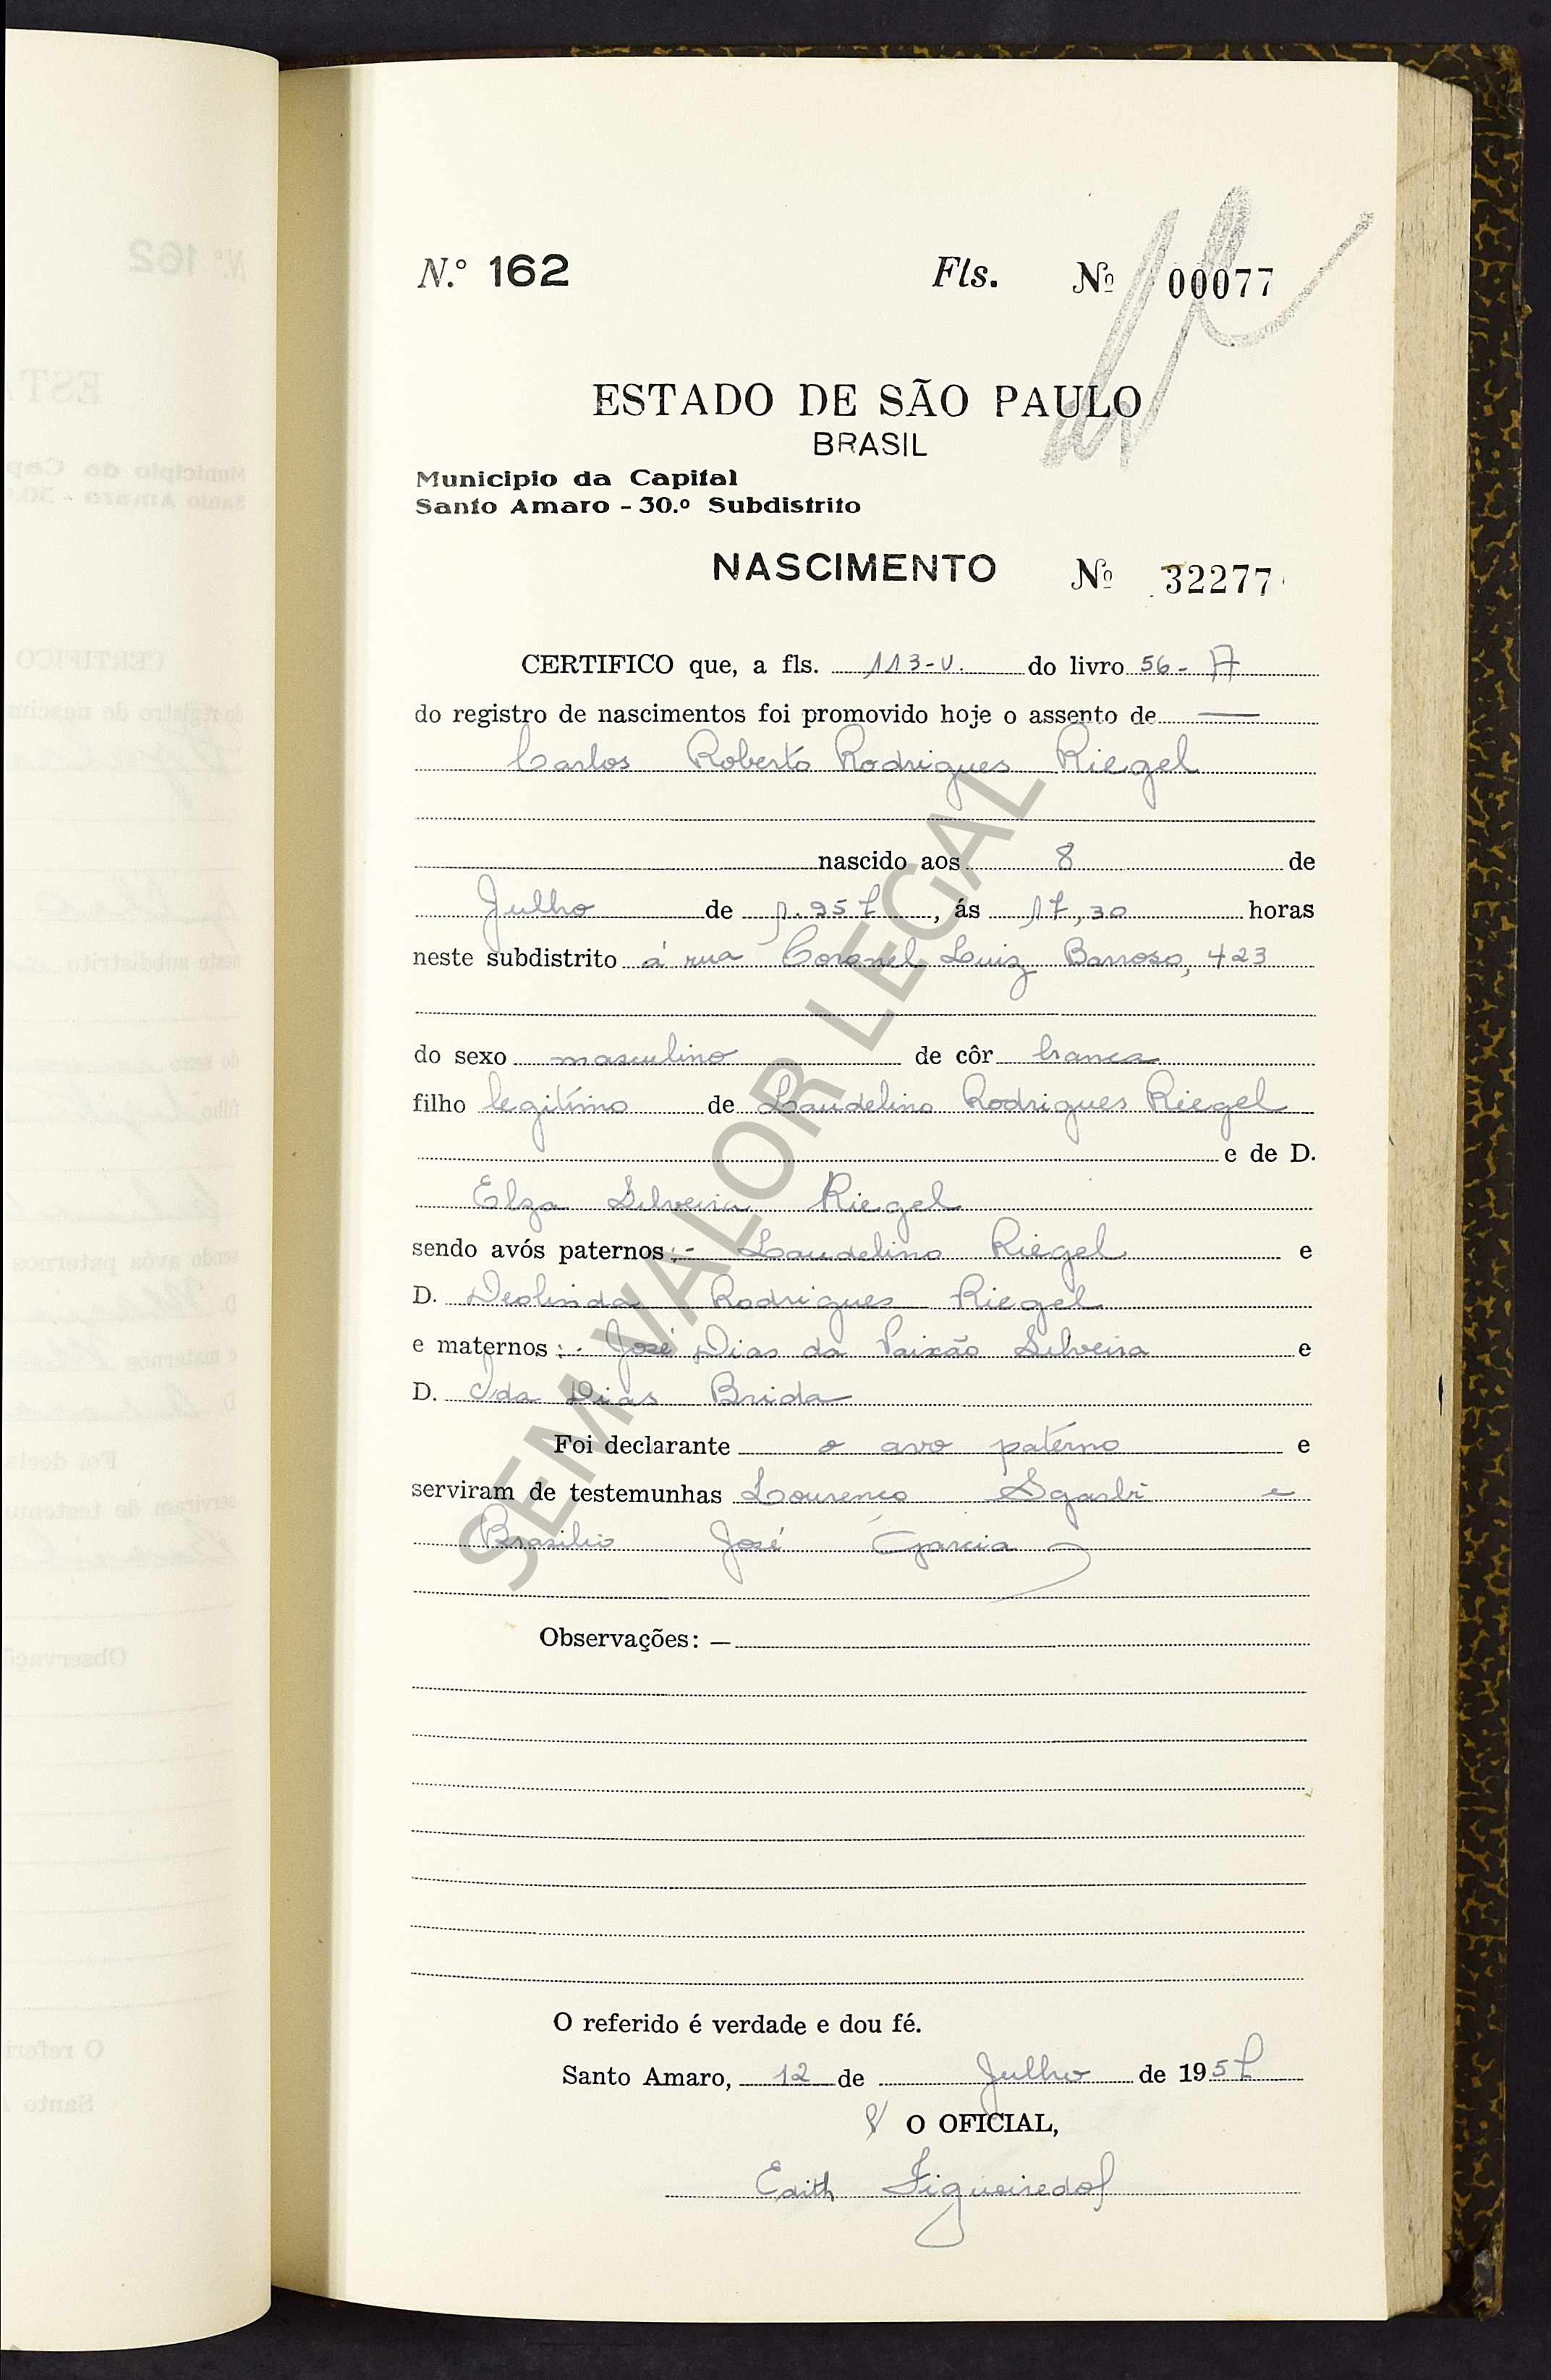 N.º 162 Fls. Nº 00077
ESTADO DE SÃO PAULO
BRASIL
Municipio da Capital
Santo Amaro - 30.º Subdistrito
NASCIMENTO Nº 32277
CERTIFICO que, a fls. 113-v. do livro 56-A
do registro de nascimentos foi promovido hoje o assento de —
Carlos Roberto Rodrigues Riegel
nascido aos 8 de
Julho de 1.957, ás 17,30 horas
neste subdistrito á rua Coronel Luiz Barroso, 423
do sexo masculino de côr branca
filho legitimo de Laudelino Rodrigues Riegel
e de D.
Elza Silveira Riegel
sendo avós paternos:- Laudelino Riegel e
D. Deolinda Rodrigues Riegel
e maternos:- José Dias da Paixão Silveira e
D. Ida Dias Brida
Foi declarante o avo paterno e
serviram de testemunhas Lourenço Sgarbi e
Brasilio José Garcia
Observações: —
O referido é verdade e dou fé.
Santo Amaro, 12 de Julho de 1957
O OFICIAL,
Edith Figueiredo
SEM VALOR LEGAL